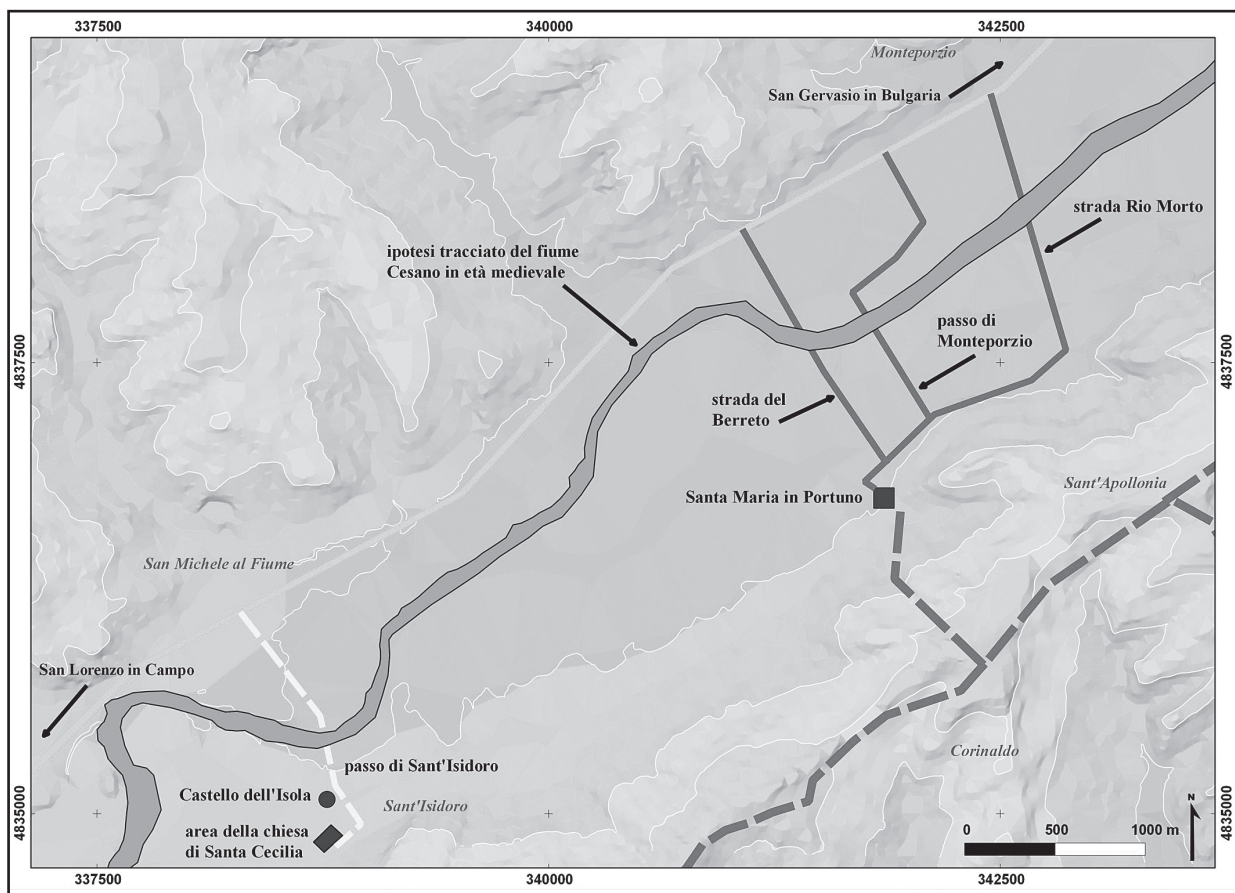 337500 340000 342500
Monteporzio
San Gervasio in Bulgaria
strada Rio Morto
ipotesi tracciato del fiume
Cesano in età medievale
passo di
Monteporzio
4837500
4837500
strada del
Berreto
Sant'Apollonia
Santa Maria in Portuno
San Michele al Fiume
San Lorenzo in Campo
Corinaldo
passo di Sant'Isidoro
Castello dell'Isola
Sant'Isidoro
4835000
4835000
area della chiesa
di Santa Cecilia
N
0 500 1000 m
337500 340000 342500